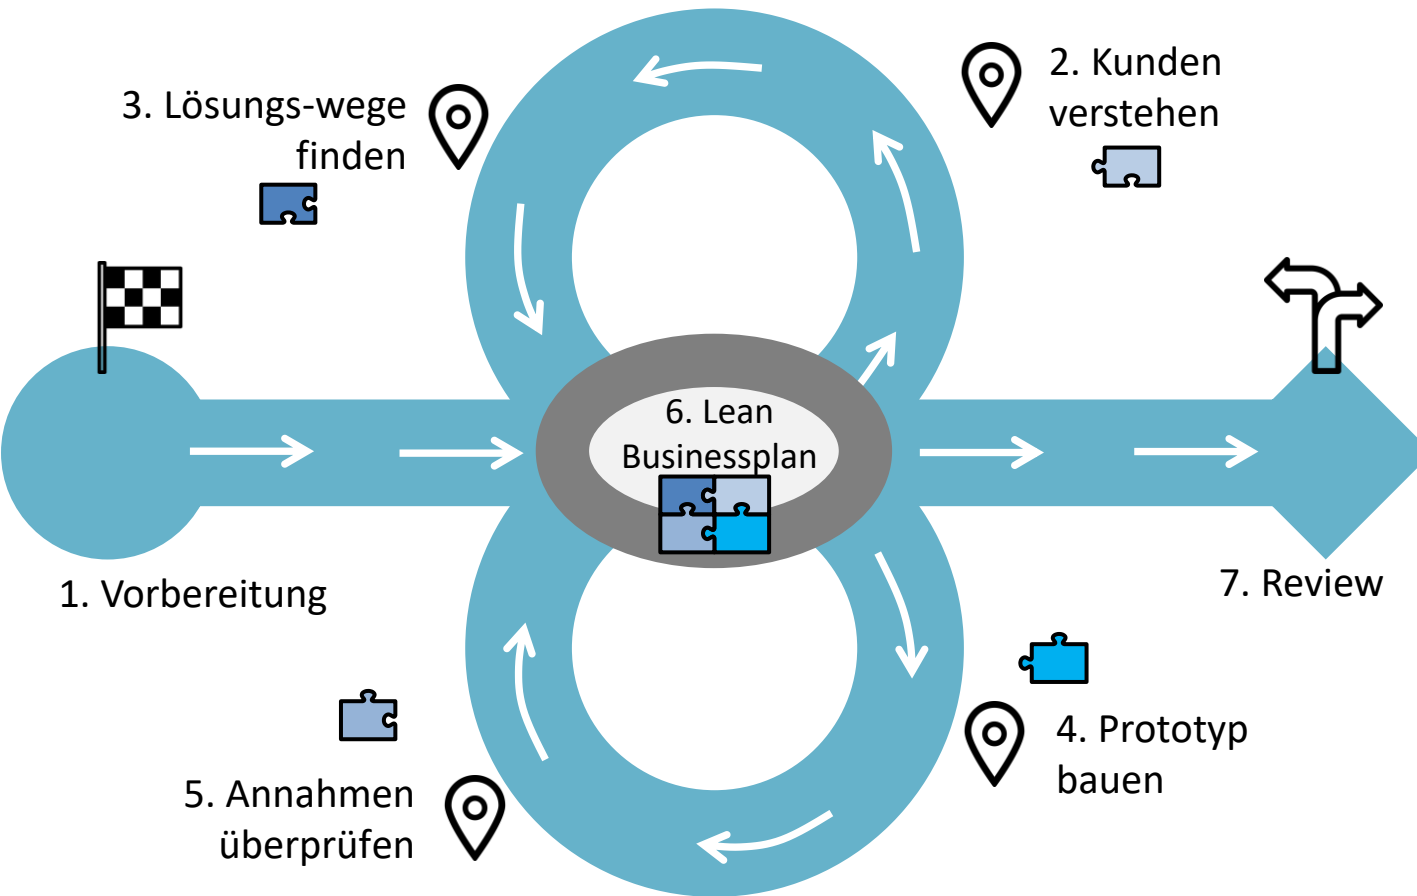 2. Kunden
verstehen
3. Lösungs-wege
finden
6. Lean
Businessplan
1. Vorbereitung
7. Review
4. Prototyp
bauen
5. Annahmen
überprüfen